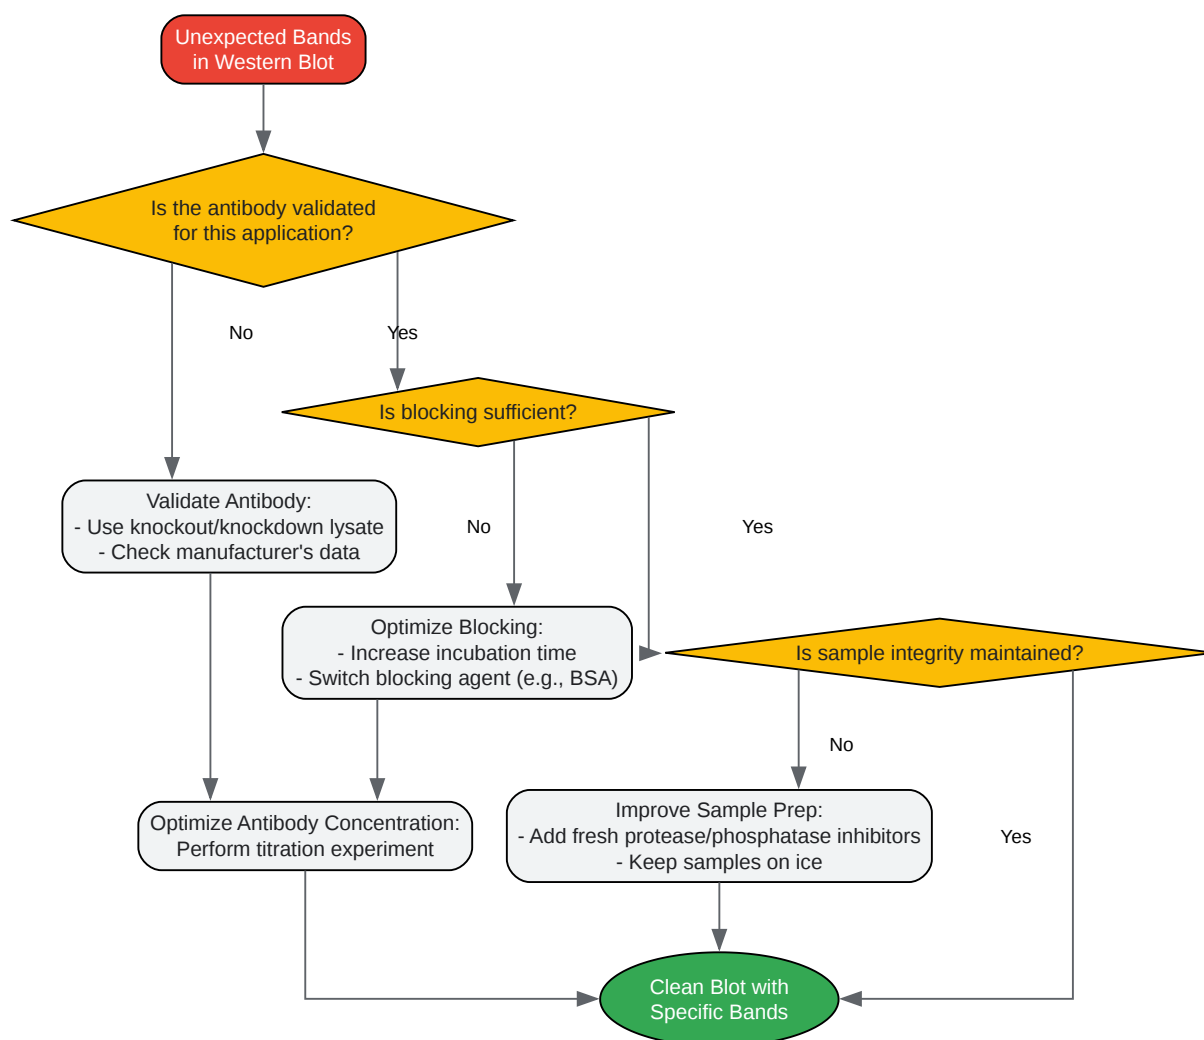 Unexpected Bands
in Western Blot
Is the antibody validated
for this application?
No
Yes
Is blocking sufficient?
Validate Antibody:
- Use knockout/knockdown lysate
- Check manufacturer's data
No
Yes
Optimize Blocking:
- Increase incubation time
- Switch blocking agent (e.g., BSA)
Is sample integrity maintained?
No
Optimize Antibody Concentration:
Perform titration experiment
Improve Sample Prep:
- Add fresh protease/phosphatase inhibitors
- Keep samples on ice
Yes
Clean Blot with
Specific Bands